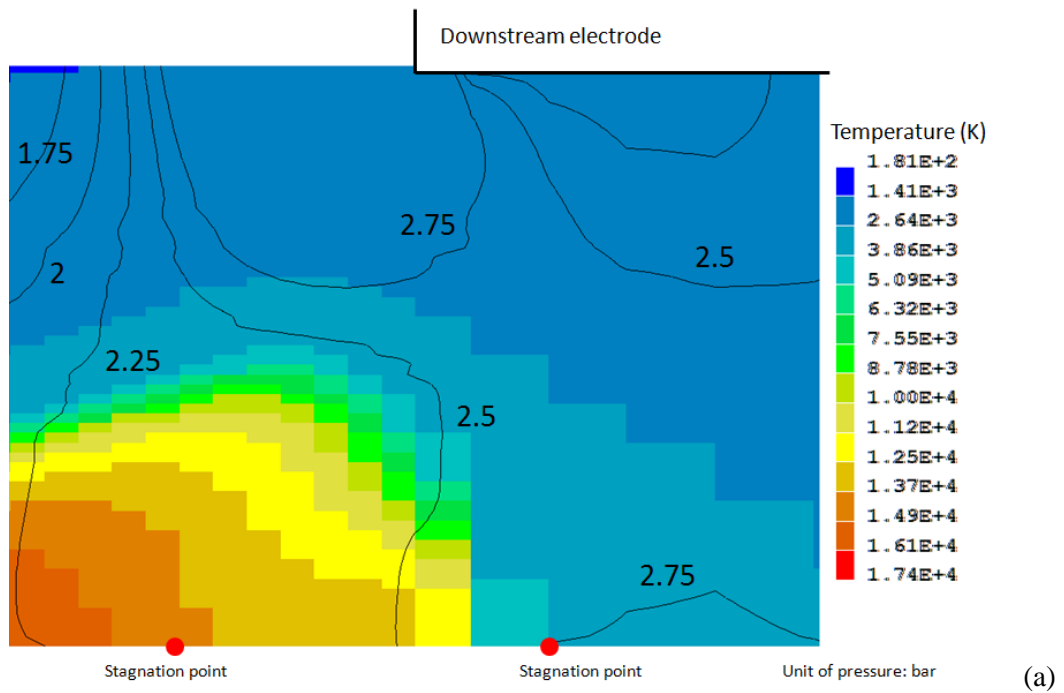 Downstream electrode
1.75
2
2.25
2.75
2.5
2.5
2.75
Temperature (K)
1.81E+2
1.41E+3
2.64E+3
3.86E+3
5.09E+3
6.32E+3
7.55E+3
8.78E+3
1.00E+4
1.12E+4
1.25E+4
1.37E+4
1.49E+4
1.61E+4
1.74E+4
Stagnation point
Stagnation point
Unit of pressure: bar
(a)